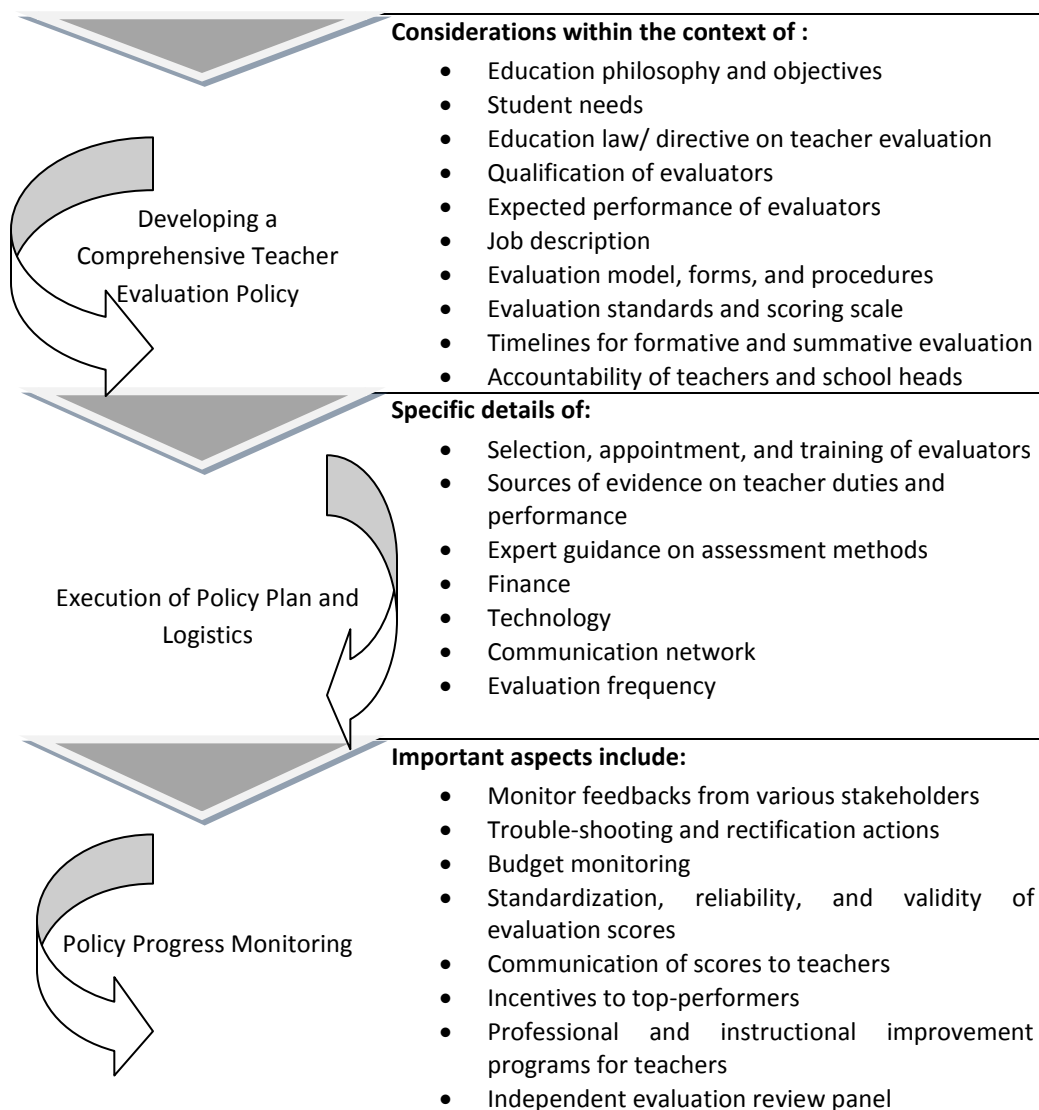 Considerations within the context of :
• Education philosophy and objectives
• Student needs
• Education law/ directive on teacher evaluation
• Qualification of evaluators
• Expected performance of evaluators
• Job description
• Evaluation model, forms, and procedures
• Evaluation standards and scoring scale
• Timelines for formative and summative evaluation
• Accountability of teachers and school heads
Developing a
Comprehensive Teacher
Evaluation Policy
Specific details of:
• Selection, appointment, and training of evaluators
• Sources of evidence on teacher duties and
performance
• Expert guidance on assessment methods
• Finance
• Technology
• Communication network
• Evaluation frequency
Execution of Policy Plan and
Logistics
Important aspects include:
• Monitor feedbacks from various stakeholders
• Trouble-shooting and rectification actions
• Budget monitoring
• Standardization, reliability, and validity of
evaluation scores
• Communication of scores to teachers
• Incentives to top-performers
• Professional and instructional improvement
programs for teachers
• Independent evaluation review panel
Policy Progress Monitoring